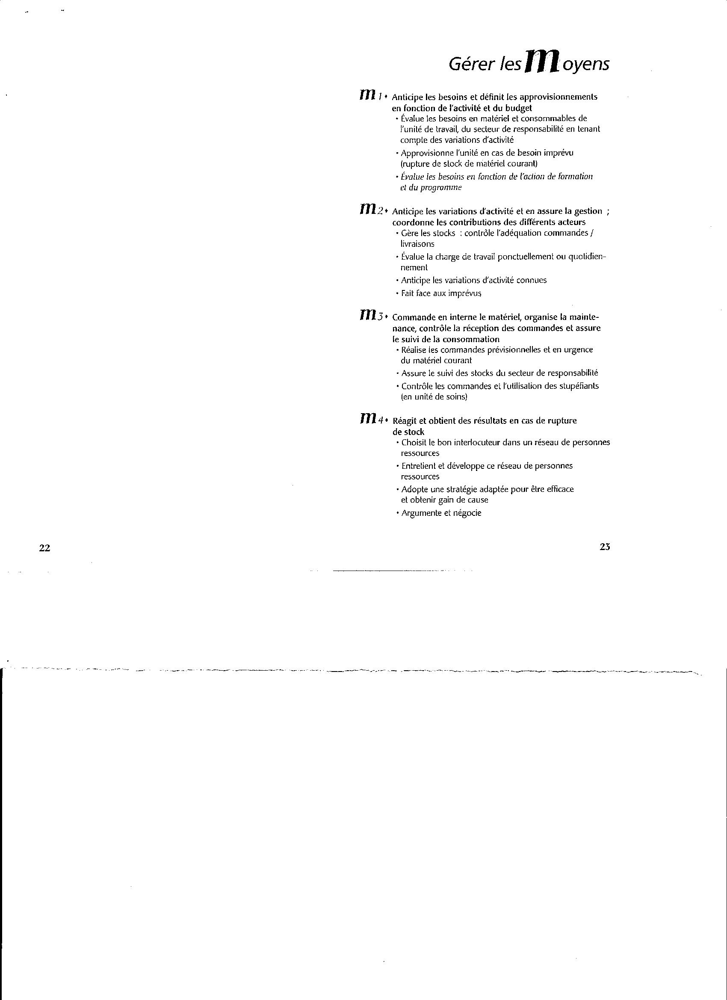 Gérer les Moyens
m1 • Anticipe les besoins et définit les approvisionnements
en fonction de l'activité et du budget
• Évalue les besoins en matériel et consommables de
l'unité de travail, du secteur de responsabilité en tenant
compte des variations d'activité
• Approvisionne l'unité en cas de besoin imprévu
(rupture de stock de matériel courant)
• Évalue les besoins en fonction de l'action de formation
et du programme
m2 • Anticipe les variations d'activité et en assure la gestion ;
coordonne les contributions des différents acteurs
• Gère les stocks : contrôle l'adéquation commandes /
livraisons
• Évalue la charge de travail ponctuellement ou quotidien-
nement
• Anticipe les variations d'activité connues
• Fait face aux imprévus
m3 • Commande en interne le matériel, organise la mainte-
nance, contrôle la réception des commandes et assure
le suivi de la consommation
• Réalise les commandes prévisionnelles et en urgence
du matériel courant
• Assure le suivi des stocks du secteur de responsabilité
• Contrôle les commandes et l'utilisation des stupéfiants
(en unité de soins)
m4 • Réagit et obtient des résultats en cas de rupture
de stock
• Choisit le bon interlocuteur dans un réseau de personnes
ressources
• Entretient et développe ce réseau de personnes
ressources
• Adopte une stratégie adaptée pour être efficace
et obtenir gain de cause
• Argumente et négocie
22
23